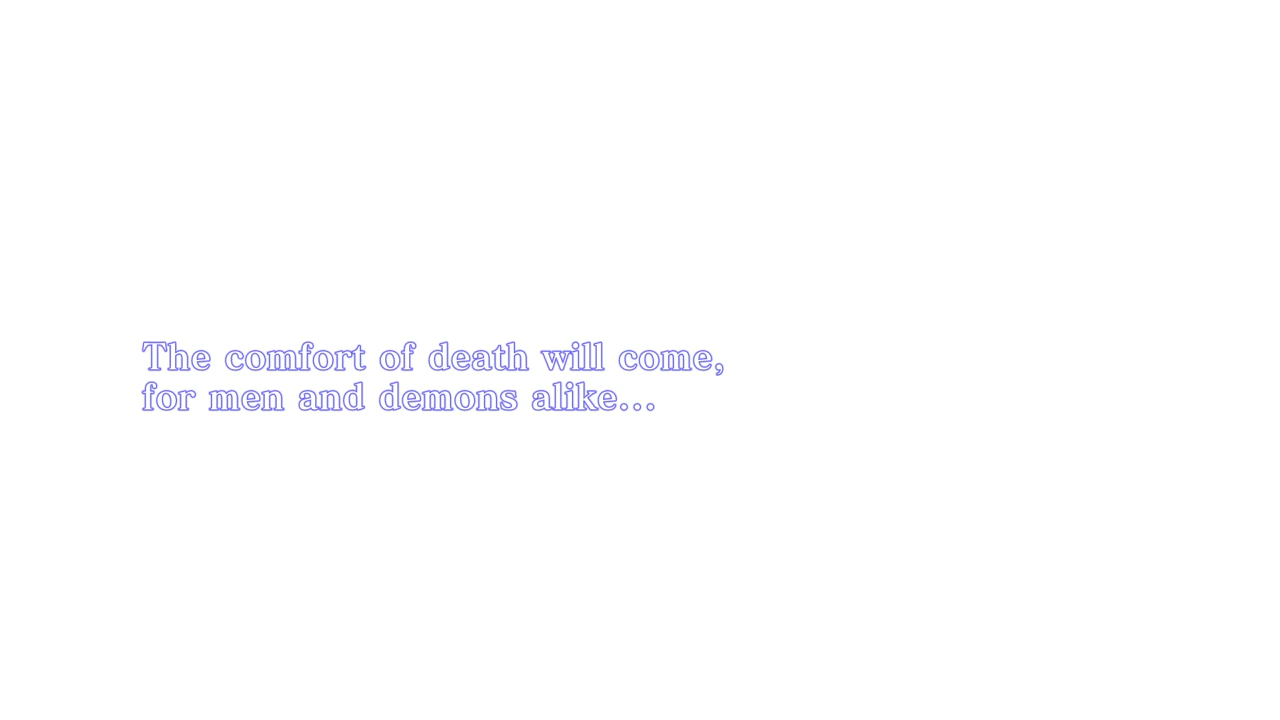 The comfort of death will come,
for men and demons alike...